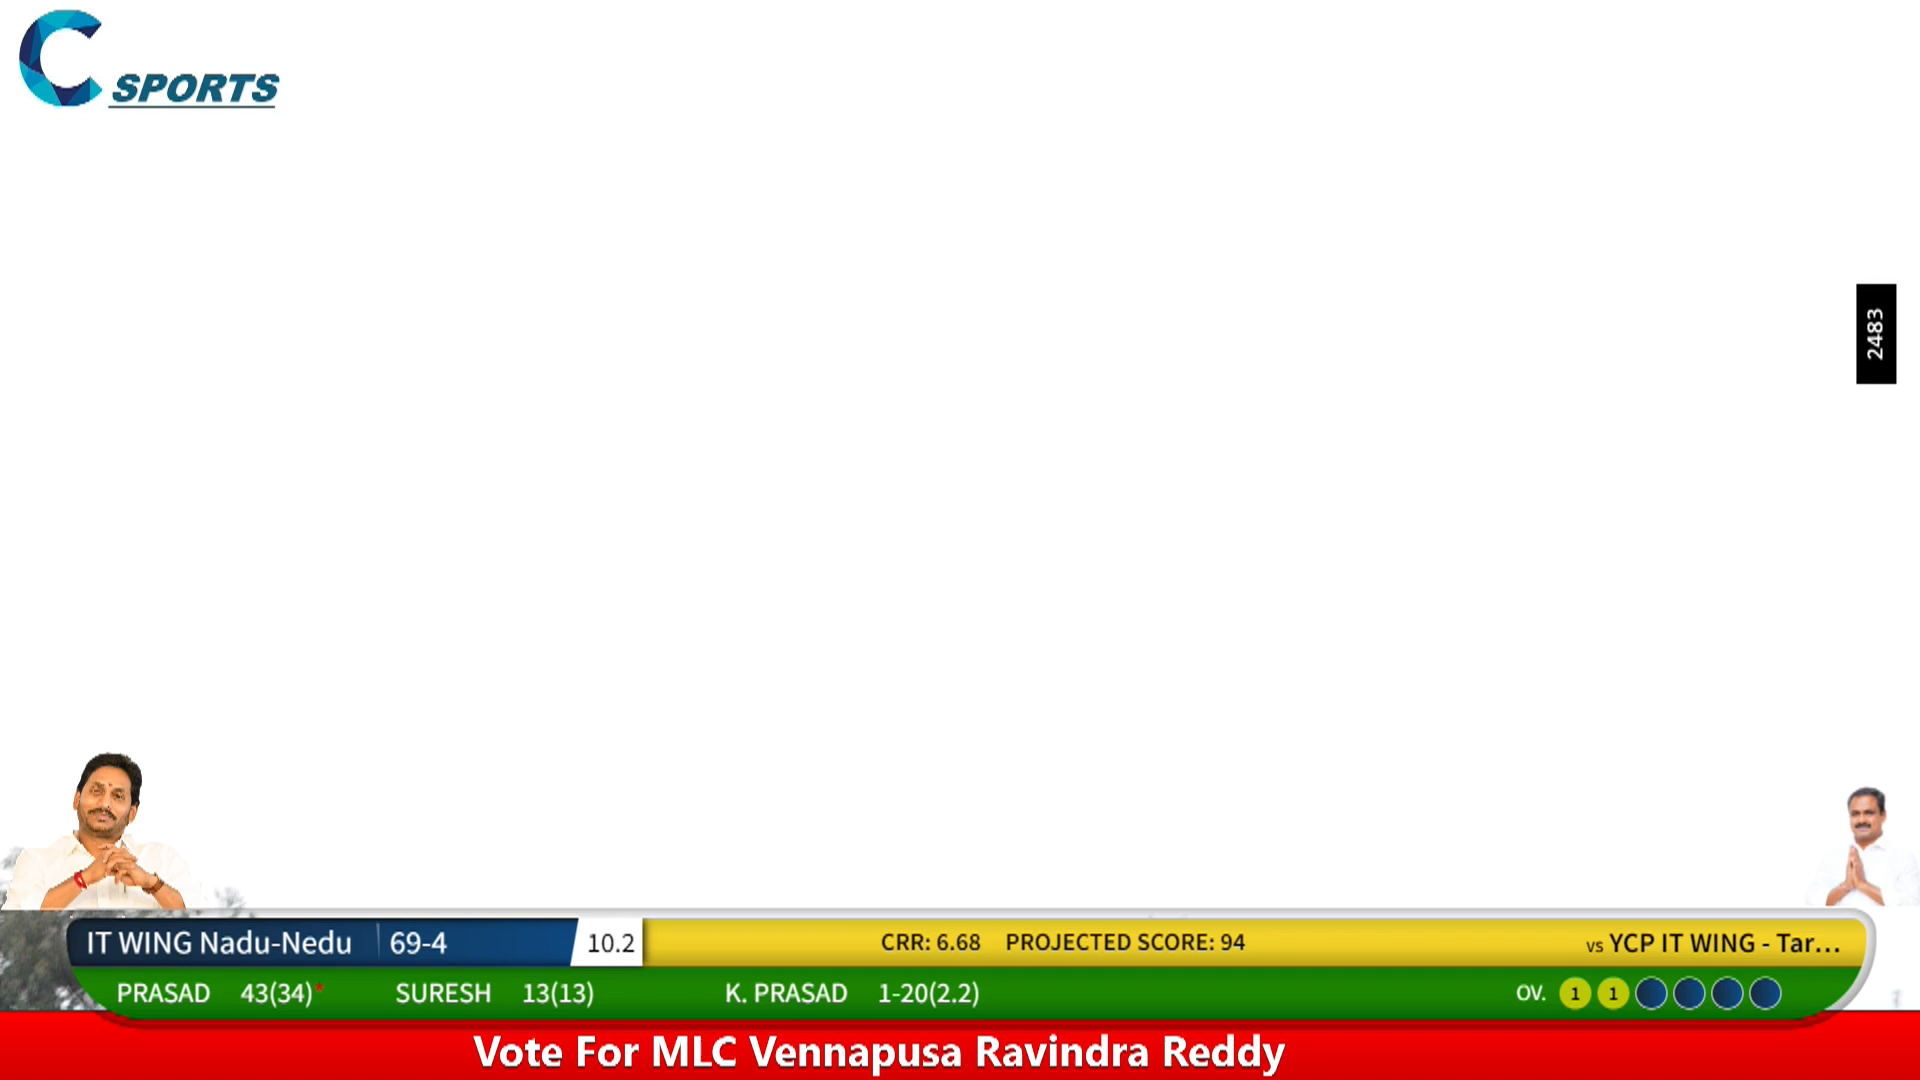 C SPORTS
2483
IT WING Nadu-Nedu 69-4 10.2 CRR: 6.68 PROJECTED SCORE: 94 vs YCP IT WING - Tar...
PRASAD 43(34)* SURESH 13(13) K. PRASAD 1-20(2.2) OV. 1 1
Vote For MLC Vennapusa Ravindra Reddy